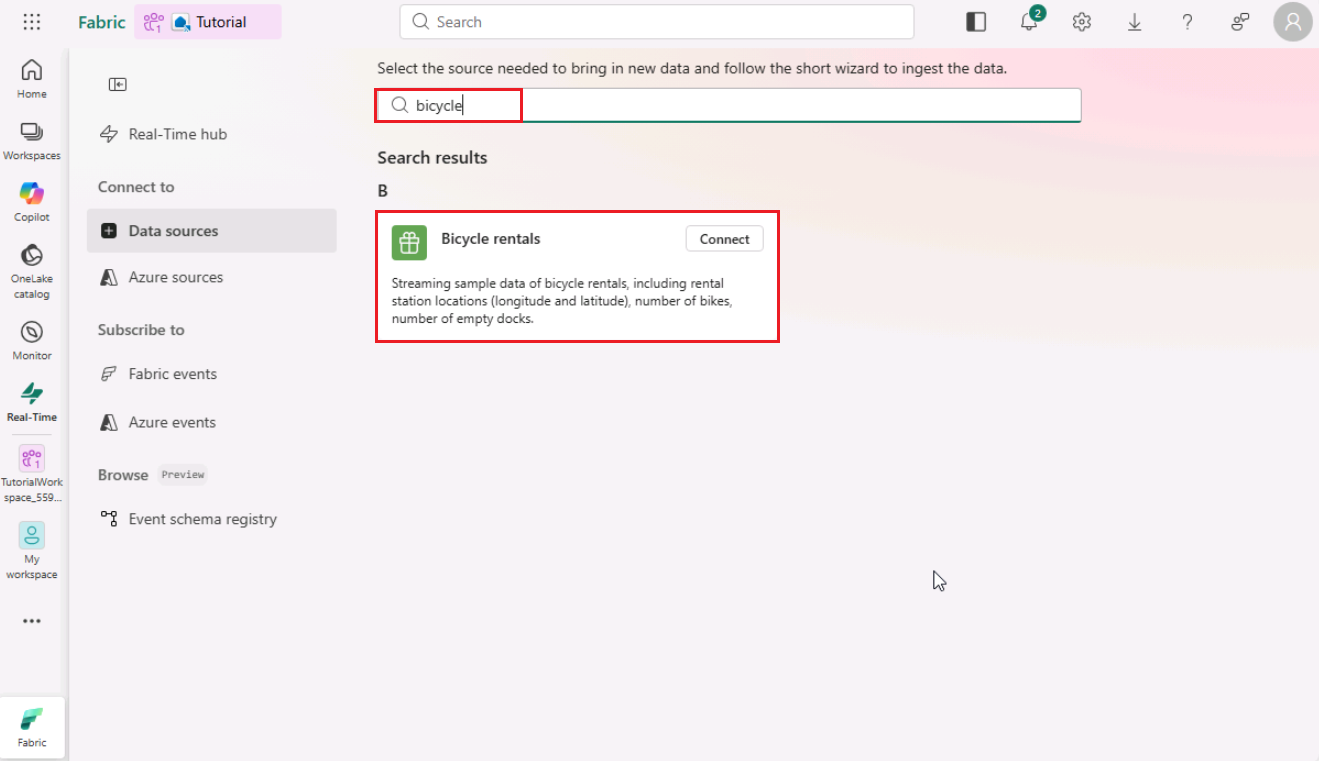 Fabric
1
Tutorial
Search
2
?
Home
Workspaces
Copilot
OneLake
catalog
Monitor
Real-Time
1
TutorialWork
space_559...
My
workspace
Fabric
Real-Time hub
Connect to
Data sources
Azure sources
Subscribe to
Fabric events
Azure events
Browse Preview
Event schema registry
Select the source needed to bring in new data and follow the short wizard to ingest the data.
bicycle
Search results
B
Bicycle rentals
Connect
Streaming sample data of bicycle rentals, including rental
station locations (longitude and latitude), number of bikes,
number of empty docks.